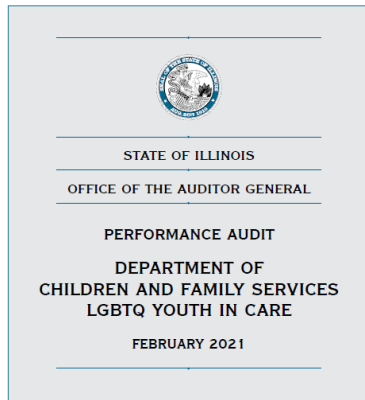 STATE OF ILLINOIS
OFFICE OF THE AUDITOR GENERAL
PERFORMANCE AUDIT
DEPARTMENT OF
CHILDREN AND FAMILY SERVICES
LGBTQ YOUTH IN CARE
FEBRUARY 2021